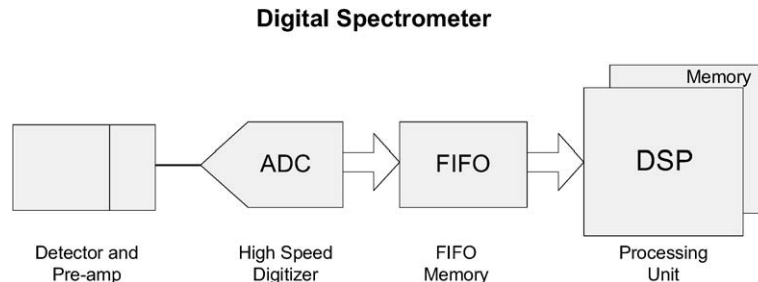 Digital Spectrometer
Memory
ADC
FIFO
DSP
Detector and
Pre-amp
High Speed
Digitizer
FIFO
Memory
Processing
Unit